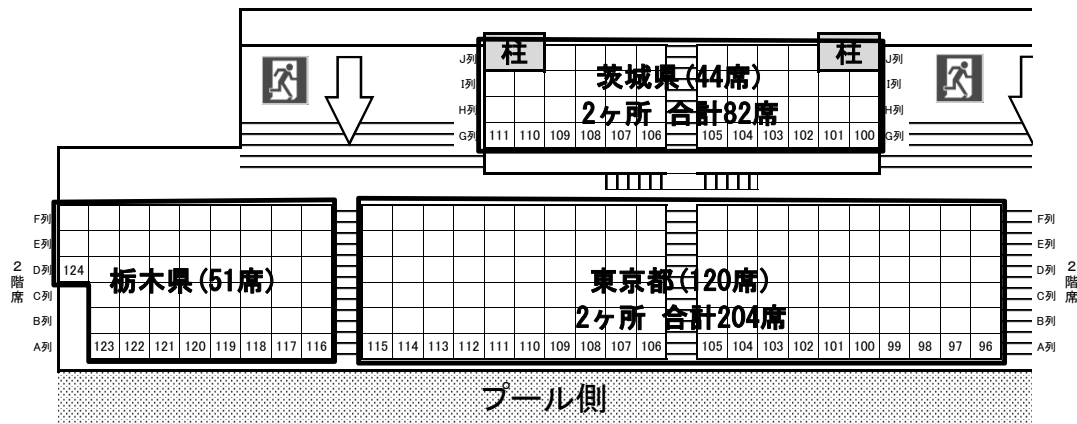 柱 柱
J列 茨城県(44席) J列
I列 I列
H列 2ヶ所 合計82席 H列
G列 111 110 109 108 107 106 105 104 103 102 101 100 G列
F列 F列
E列 E列
2階席 D列 124 栃木県(51席) 東京都(120席) D列 2階席
C列 C列
B列 2ヶ所 合計204席 B列
A列 123 122 121 120 119 118 117 116 115 114 113 112 111 110 109 108 107 106 105 104 103 102 101 100 99 98 97 96 A列
プール側